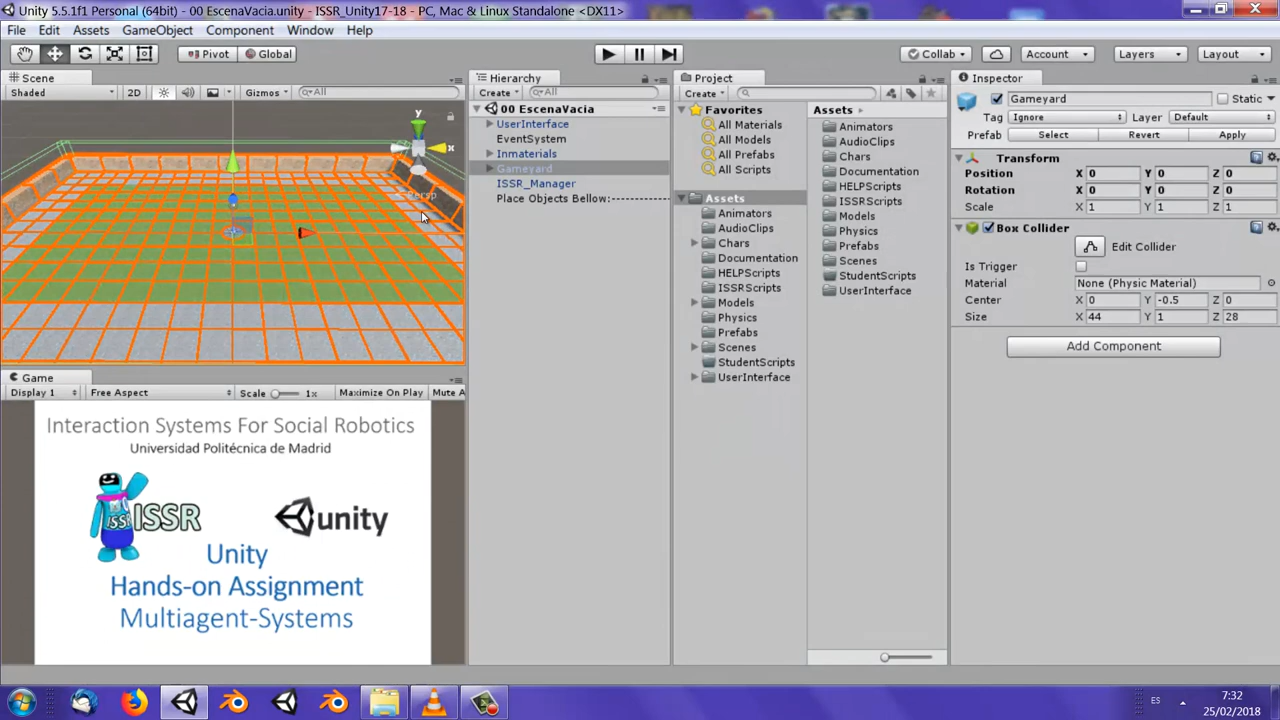 Unity 5.5.1f1 Personal (64bit) - 00 EscenaVacia.unity - ISSR_Unity17-18 - PC, Mac & Linux Standalone <DX11>
File Edit Assets GameObject Component Window Help
Pivot Global Collab Account Layers Layout
Scene
Shaded 2D Gizmos All
y
x
Persp
Game
Display 1 Free Aspect Scale 1x Maximize On Play Mute A
Interaction Systems For Social Robotics
Universidad Politécnica de Madrid
ISSR
ISSR
unity
Unity
Hands-on Assignment
Multiagent-Systems
Hierarchy
Create All
00 EscenaVacia
UserInterface
EventSystem
Inmaterials
Gameyard
ISSR_Manager
Place Objects Bellow:------------
Project
Create
Favorites
All Materials
All Models
All Prefabs
All Scripts
Assets
Animators
AudioClips
Chars
Documentation
HELPScripts
ISSRScripts
Models
Physics
Prefabs
Scenes
StudentScripts
UserInterface
Assets
Animators
AudioClips
Chars
Documentation
HELPScripts
ISSRScripts
Models
Physics
Prefabs
Scenes
StudentScripts
UserInterface
Inspector
Gameyard Static
Tag Ignore Layer Default
Prefab Select Revert Apply
Transform
Position X 0 Y 0 Z 0
Rotation X 0 Y 0 Z 0
Scale X 1 Y 1 Z 1
Box Collider
Edit Collider
Is Trigger
Material None (Physic Material)
Center X 0 Y -0.5 Z 0
Size X 44 Y 1 Z 28
Add Component
ES
7:32
25/02/2018